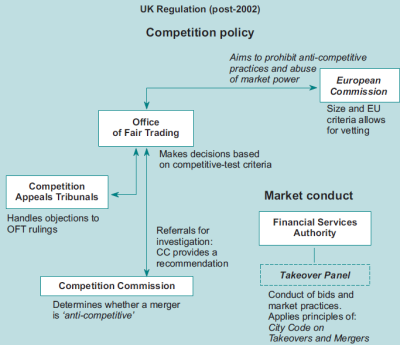 UK Regulation (post-2002)
Competition policy
Aims to prohibit anti-competitive
practices and abuse
of market power
European
Commission
Size and EU
criteria allows
for vetting
Office
of Fair Trading
Makes decisions based
on competitive-test criteria
Competition
Appeals Tribunals
Handles objections to
OFT rulings
Referrals for
investigation:
CC provides a
recommendation
Competition Commission
Determines whether a merger
is ‘anti-competitive’
Market conduct
Financial Services
Authority
Takeover Panel
Conduct of bids and
market practices.
Applies principles of:
City Code on
Takeovers and Mergers